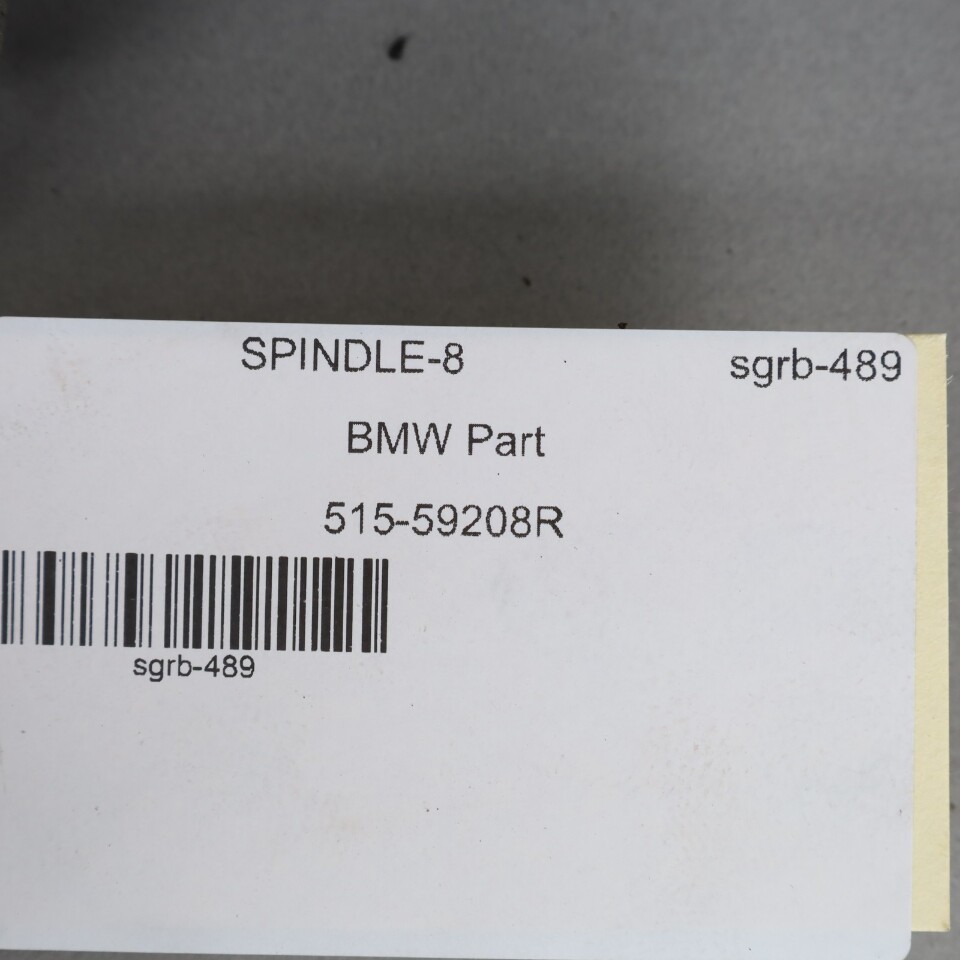 SPINDLE-8 sgrb-489
BMW Part
515-59208R
sgrb-489